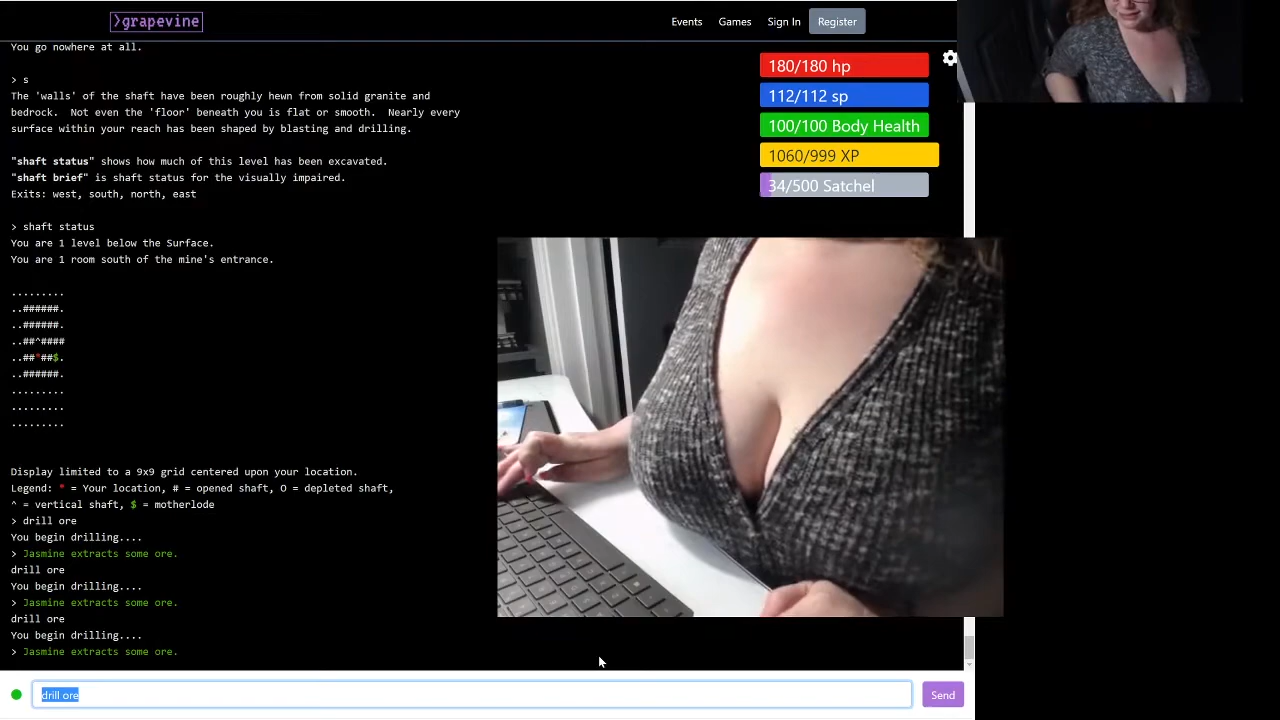 >grapevine
Events Games Sign In Register
You go nowhere at all.
180/180 hp
112/112 sp
100/100 Body Health
1060/999 XP
34/500 Satchel
> s
The 'walls' of the shaft have been roughly hewn from solid granite and
bedrock. Not even the 'floor' beneath you is flat or smooth. Nearly every
surface within your reach has been shaped by blasting and drilling.
"shaft status" shows how much of this level has been excavated.
"shaft brief" is shaft status for the visually impaired.
Exits: west, south, north, east
> shaft status
You are 1 level below the Surface.
You are 1 room south of the mine's entrance.
.........
..######.
..######.
..##^####
..##*##$.
..######.
.........
.........
.........
Display limited to a 9x9 grid centered upon your location.
Legend: * = Your location, # = opened shaft, O = depleted shaft,
^ = vertical shaft, $ = motherlode
> drill ore
You begin drilling....
> Jasmine extracts some ore.
drill ore
You begin drilling....
> Jasmine extracts some ore.
drill ore
You begin drilling....
> Jasmine extracts some ore.
drill ore
Send